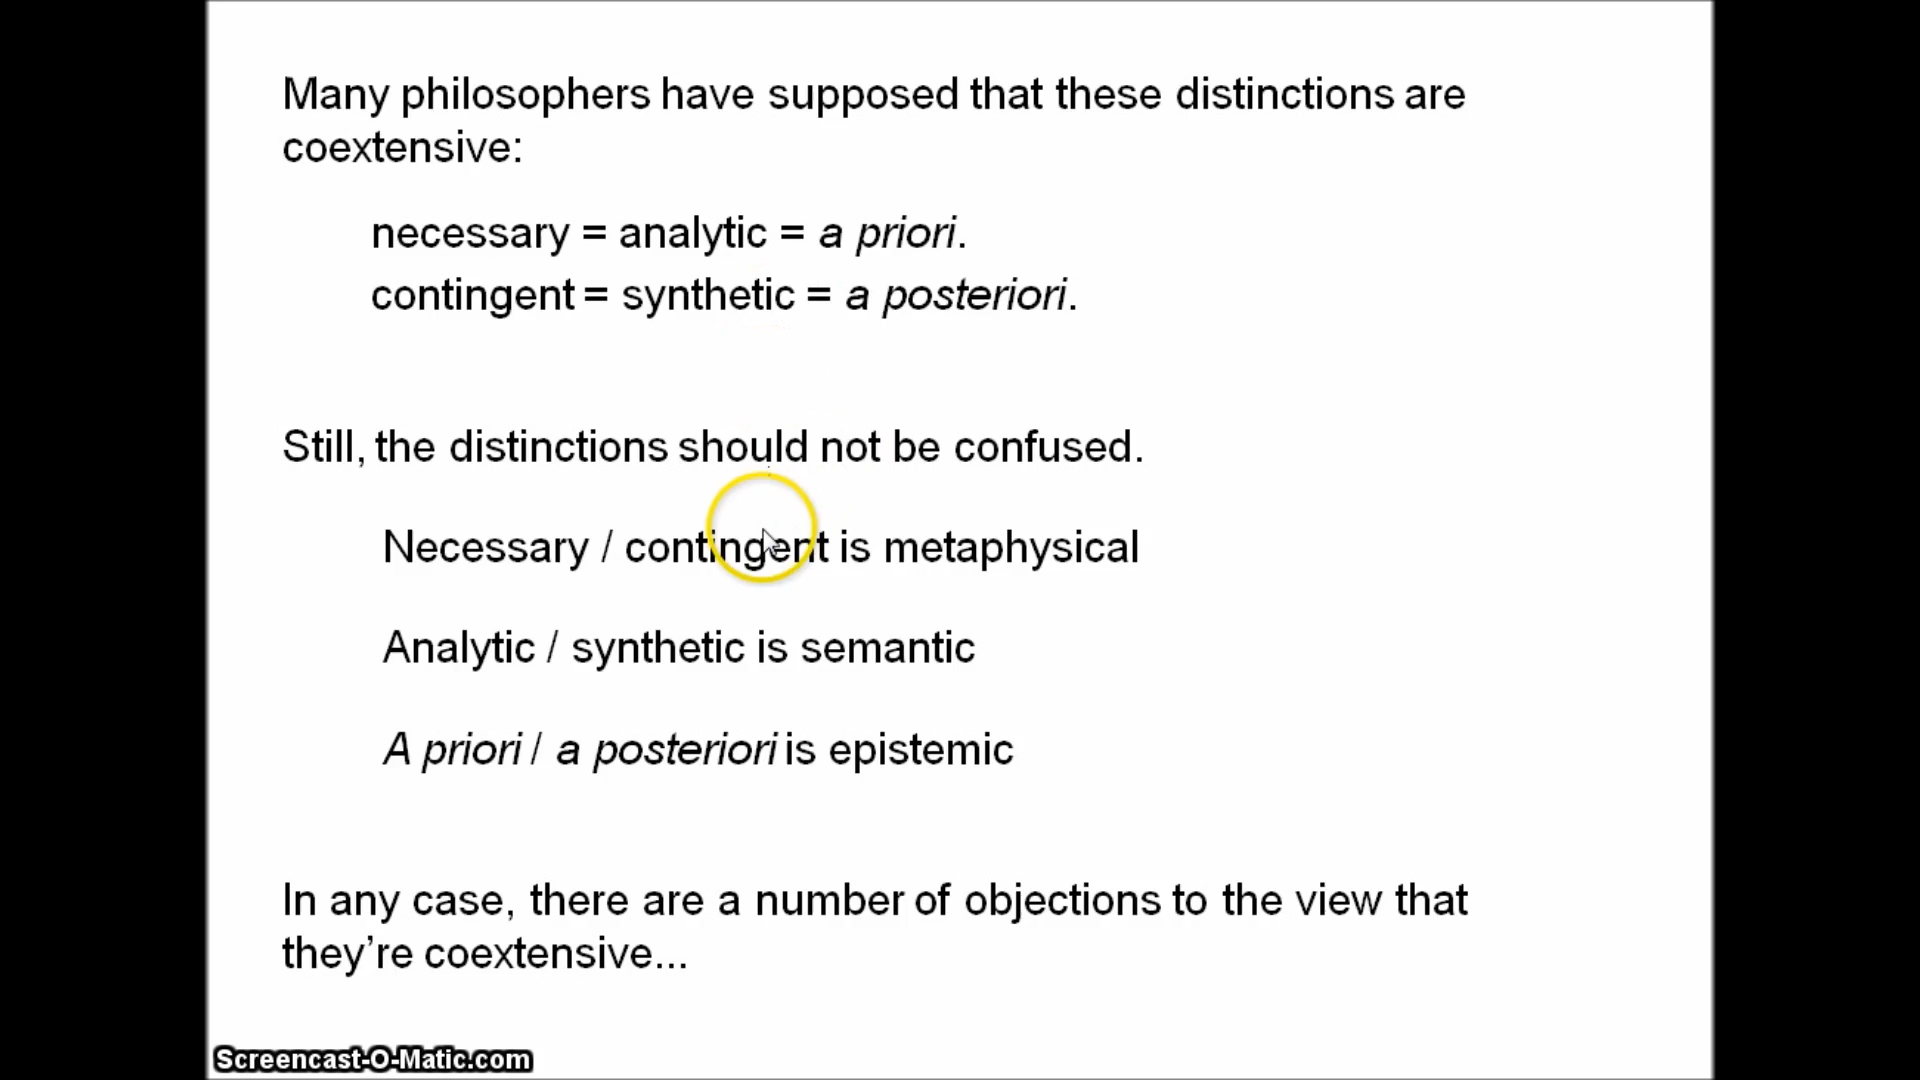 Many philosophers have supposed that these distinctions are
coextensive:
necessary = analytic = a priori.
contingent = synthetic = a posteriori.
Still, the distinctions should not be confused.
Necessary / contingent is metaphysical
Analytic / synthetic is semantic
A priori / a posteriori is epistemic
In any case, there are a number of objections to the view that
they’re coextensive...
Screencast-O-Matic.com